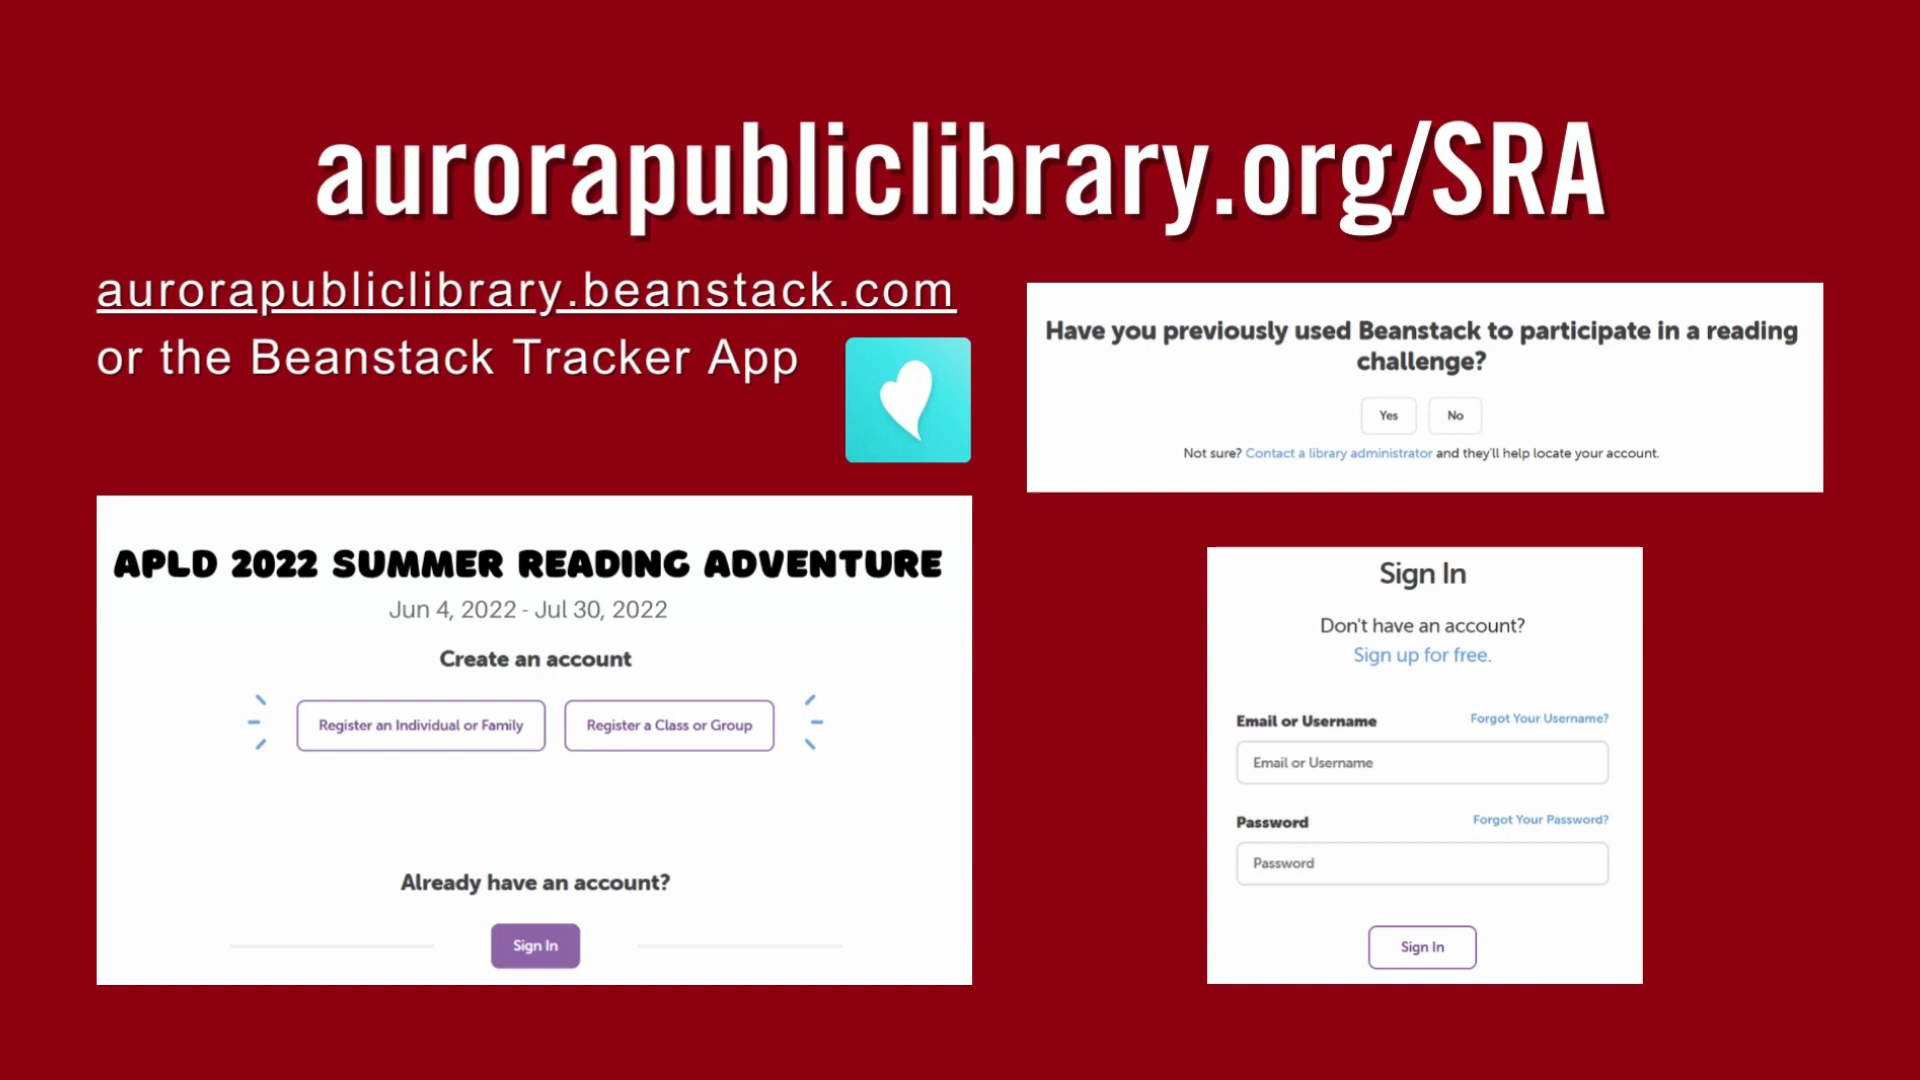 aurorapubliclibrary.org/SRA
aurorapubliclibrary.beanstack.com
or the Beanstack Tracker App
Have you previously used Beanstack to participate in a reading
challenge?
Yes No
Not sure? Contact a library administrator and they'll help locate your account.
APLD 2022 SUMMER READING ADVENTURE
Jun 4, 2022 - Jul 30, 2022
Create an account
Register an Individual or Family Register a Class or Group
Already have an account?
Sign In
Sign In
Don't have an account?
Sign up for free.
Email or Username Forgot Your Username?
Email or Username
Password Forgot Your Password?
Password
Sign In